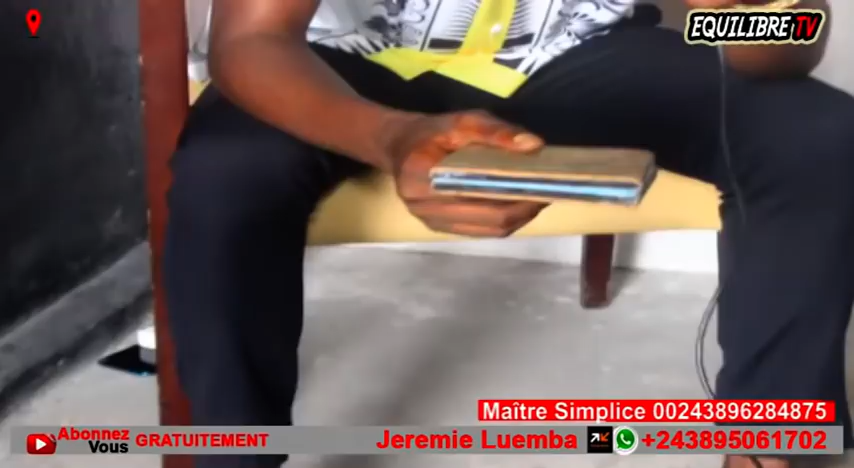 EQUILIBRE TV
Maître Simplice 00243896284875
Abonnez
Vous GRATUITEMENT
Jeremie Luemba +243895061702